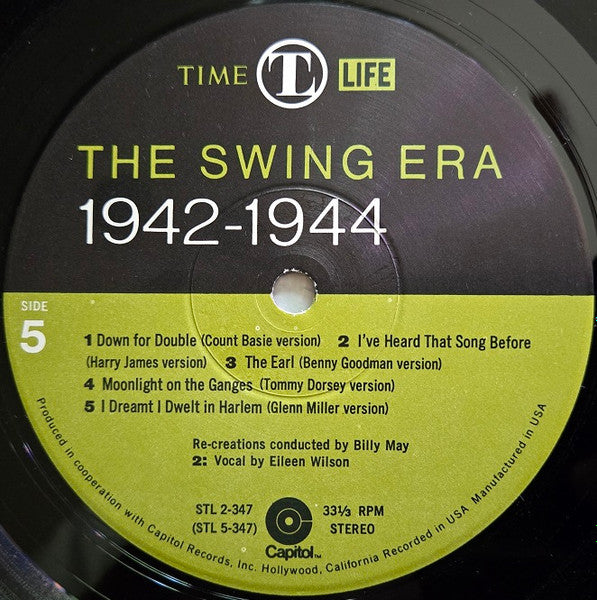 TIME TL LIFE
THE SWING ERA
1942-1944
SIDE
5
1 Down for Double (Count Basie version) 2 I've Heard That Song Before
(Harry James version) 3 The Earl (Benny Goodman version)
4 Moonlight on the Ganges (Tommy Dorsey version)
5 I Dreamt I Dwelt in Harlem (Glenn Miller version)
Re-creations conducted by Billy May
2: Vocal by Eileen Wilson
STL 2-347 33⅓ RPM
(STL 5-347) STEREO
Capitol™
Produced in cooperation with Capitol Records, Inc. Hollywood, California Recorded in USA Manufactured in USA